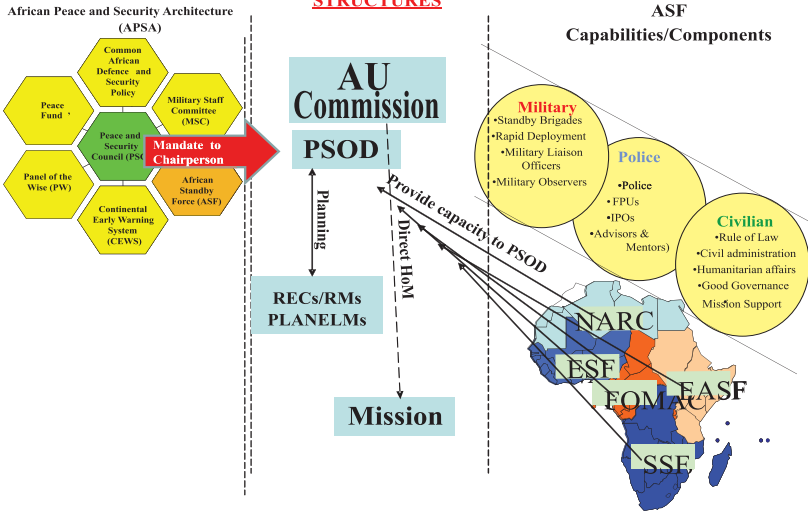 African Peace and Security Architecture
(APSA)
Common
African
Defence and
Security
Policy
Peace
Fund
Military Staff
Committee
(MSC)
Peace and
Security
Council (PSC
Mandate to
Chairperson
Panel of the
Wise (PW)
African
Standby
Force (ASF)
Continental
Early Warning
System
(CEWS)
STRUCTURES
AU
Commission
PSOD
Planning
Direct HoM
Provide capacity to PSOD
RECs/RMs
PLANELMs
Mission
ASF
Capabilities/Components
Military
•Standby Brigades
•Rapid Deployment
•Military Liaison
Officers
•Military Observers
Police
•Police
• FPUs
•IPOs
•Advisors &
Mentors)
Civilian
•Rule of Law
•Civil administration
•Humanitarian affairs
•Good Governance
Mission Support
NARC
ESF
EASF
EOMAC
SSF